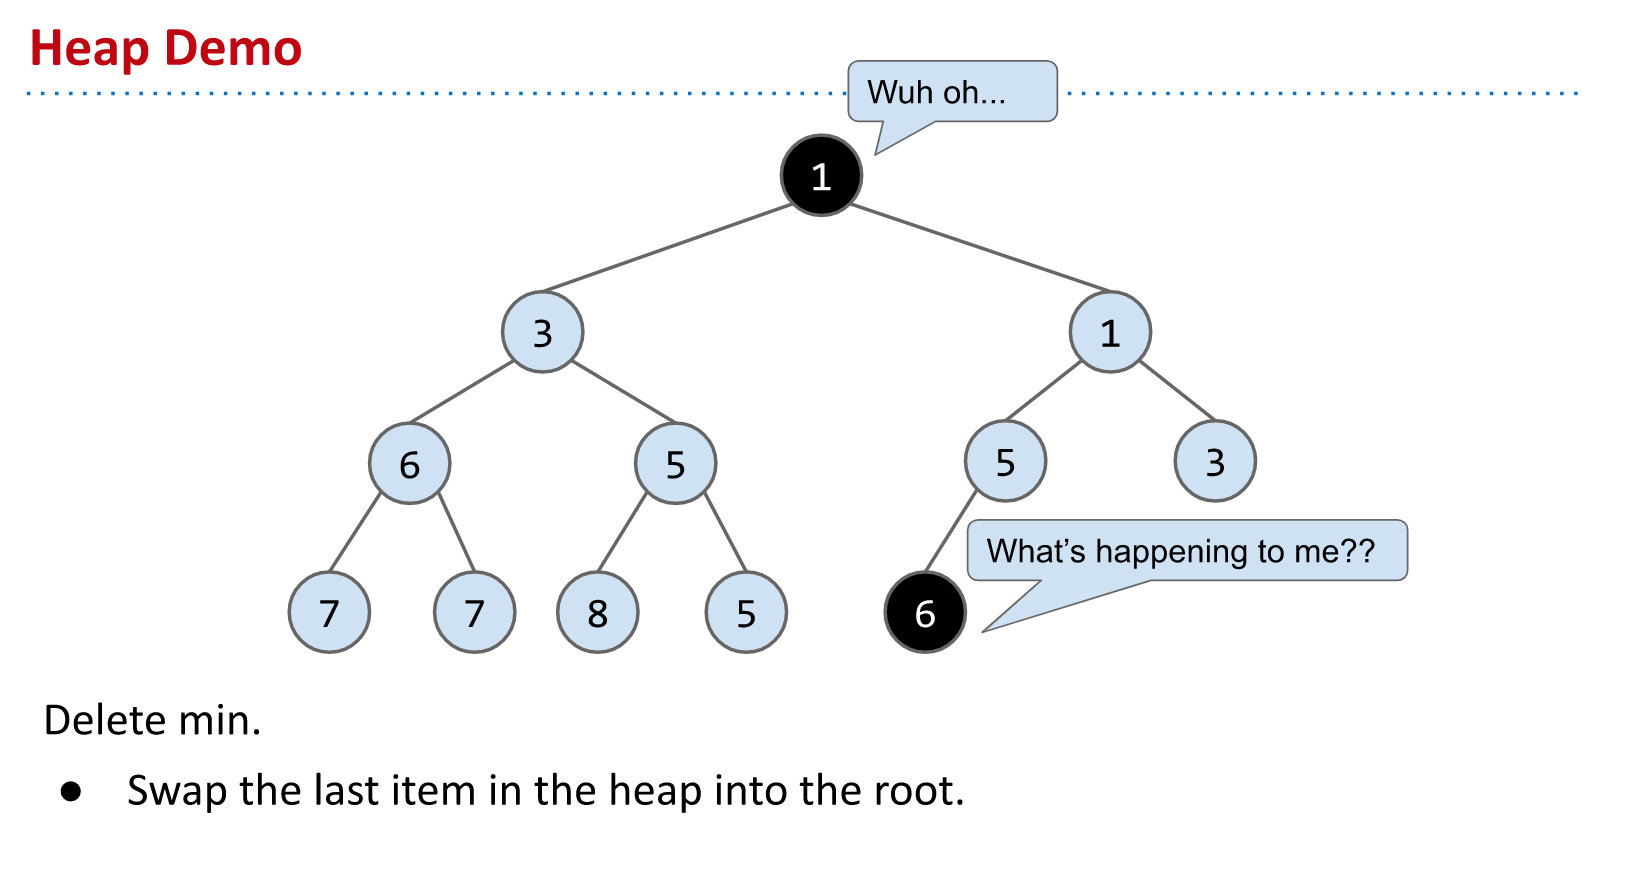 Heap Demo
Wuh oh...
1
3
1
6
5
5
3
What's happening to me??
7
7
8
5
6
Delete min.
● Swap the last item in the heap into the root.